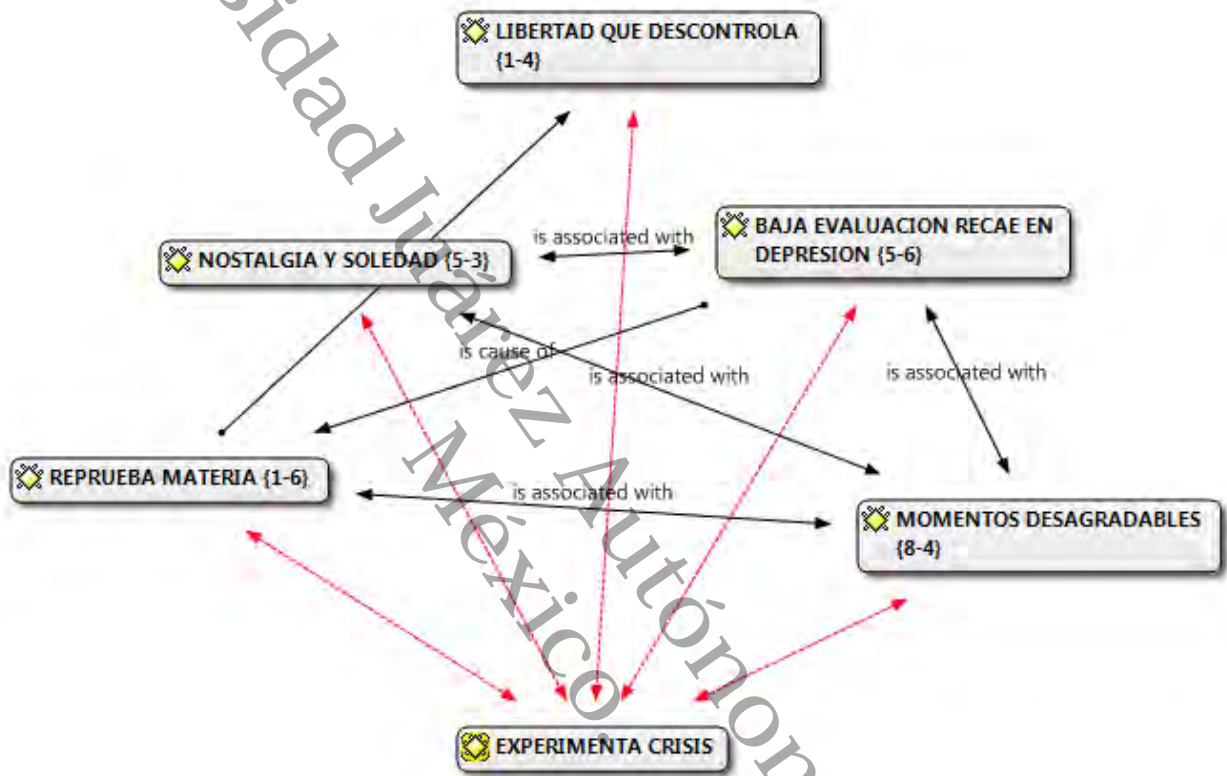 LIBERTAD QUE DESCONTROLA
{1-4}
is associated with
BAJA EVALUACION RECAE EN
DEPRESION {5-6}
NOSTALGIA Y SOLEDAD {5-3}
is cause of
is associated with
is associated with
REPRUEBA MATERIA {1-6}
is associated with
MOMENTOS DESAGRADABLES
{8-4}
EXPERIMENTA CRISIS
sidad Juárez Autónom
México.